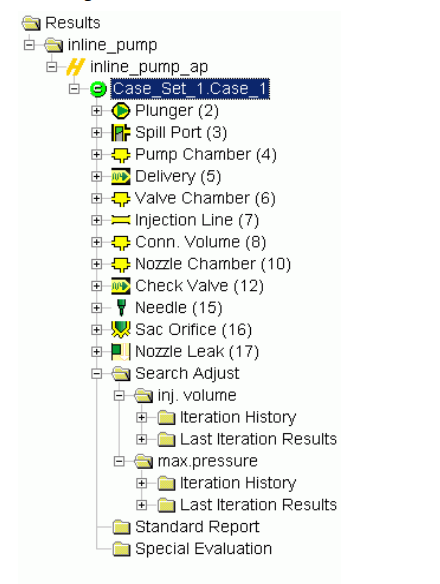 Results
inline_pump
inline_pump_ap
Case_Set_1.Case_1
Plunger (2)
Spill Port (3)
Pump Chamber (4)
Delivery (5)
Valve Chamber (6)
Injection Line (7)
Conn. Volume (8)
Nozzle Chamber (10)
Check Valve (12)
Needle (15)
Sac Orifice (16)
Nozzle Leak (17)
Search Adjust
inj. volume
Iteration History
Last Iteration Results
max.pressure
Iteration History
Last Iteration Results
Standard Report
Special Evaluation